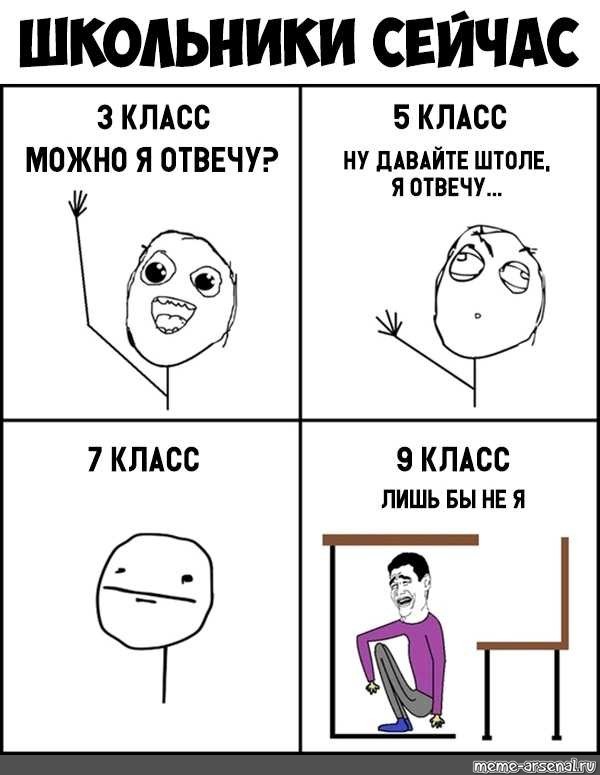 ШКОЛЬНИКИ СЕЙЧАС
3 КЛАСС
МОЖНО Я ОТВЕЧУ?
5 КЛАСС
НУ ДАВАЙТЕ ШТОЛЕ,
Я ОТВЕЧУ...
7 КЛАСС
9 КЛАСС
ЛИШЬ БЫ НЕ Я
meme-arsenal.ru